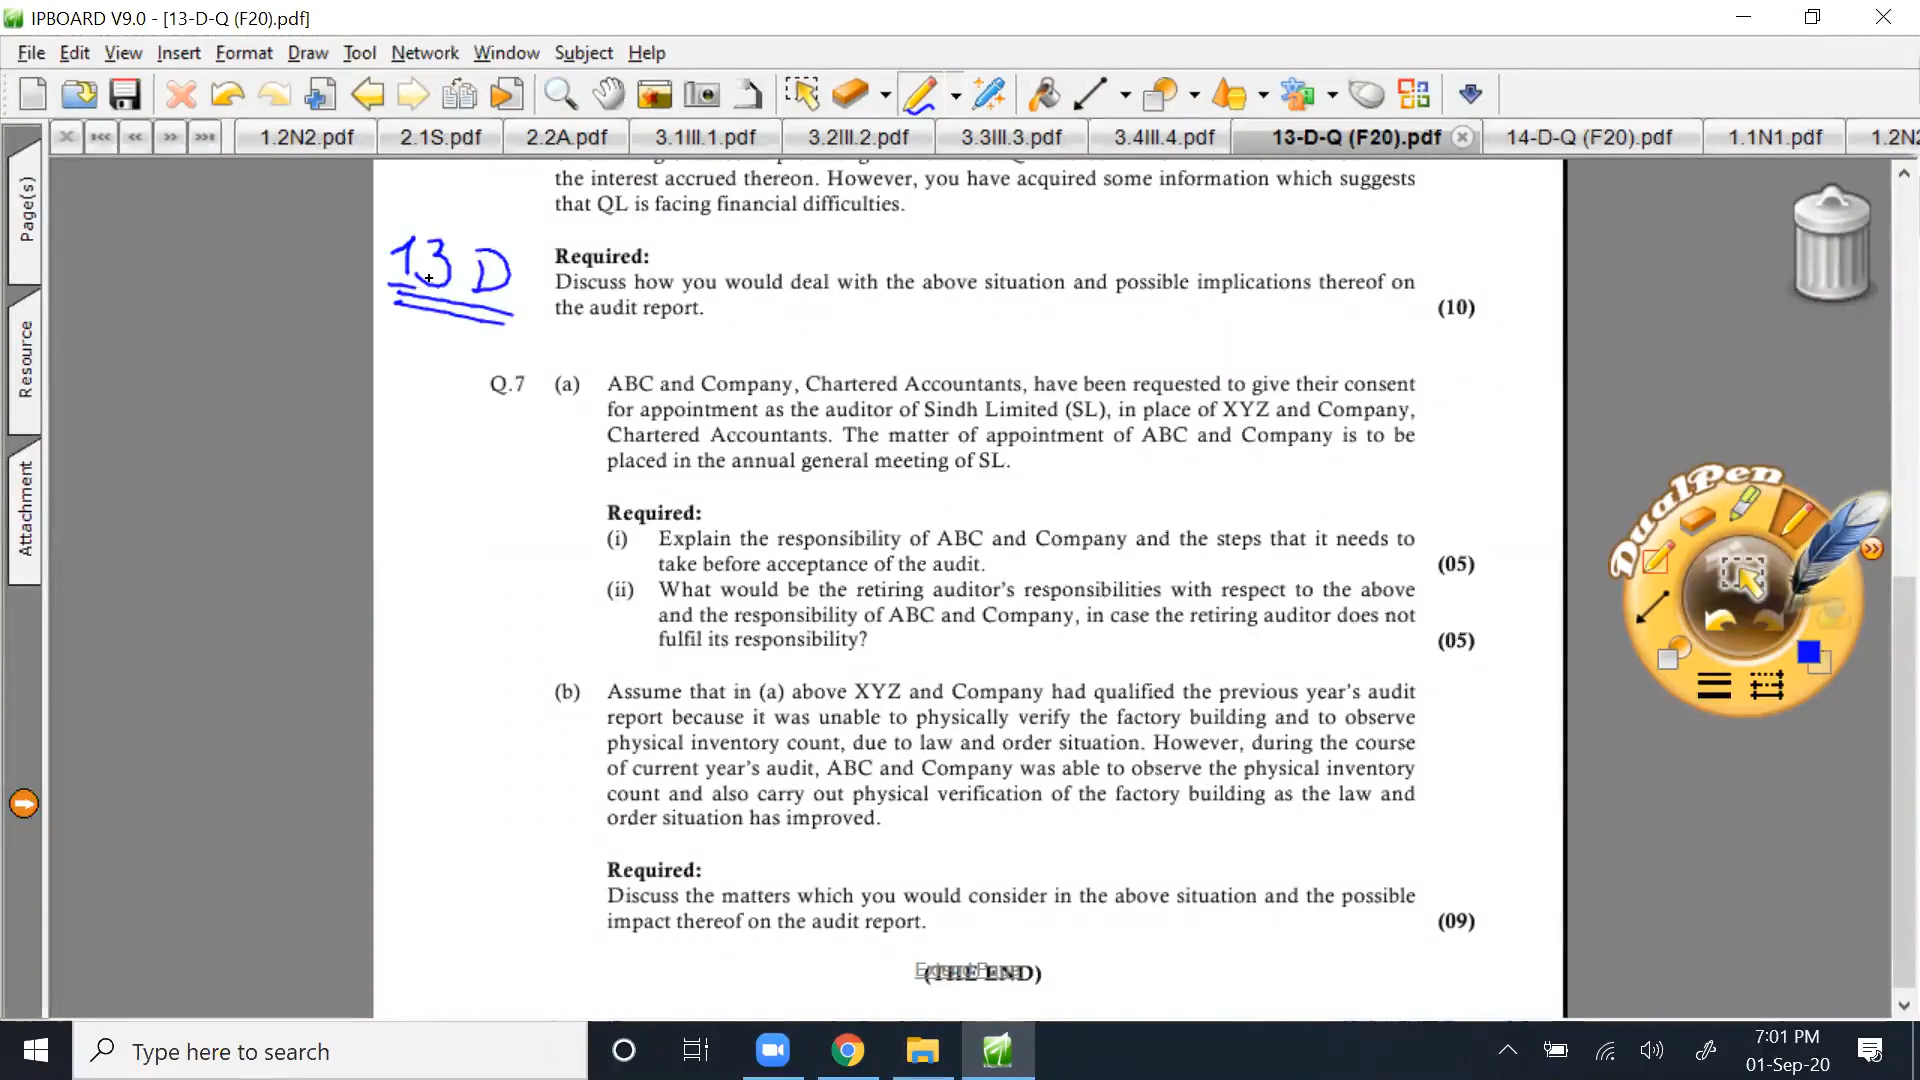 IPBOARD V9.0 - [13-D-Q (F20).pdf]
File Edit View Insert Format Draw Tool Network Window Subject Help
1.2N2.pdf 2.1S.pdf 2.2A.pdf 3.1III.1.pdf 3.2III.2.pdf 3.3III.3.pdf 3.4III.4.pdf 13-D-Q (F20).pdf 14-D-Q (F20).pdf 1.1N1.pdf 1.2N2
Page(s)
Resource
Attachment
the interest accrued thereon. However, you have acquired some information which suggests
that QL is facing financial difficulties.
13 D
Required:
Discuss how you would deal with the above situation and possible implications thereof on
the audit report. (10)
Q.7 (a) ABC and Company, Chartered Accountants, have been requested to give their consent
for appointment as the auditor of Sindh Limited (SL), in place of XYZ and Company,
Chartered Accountants. The matter of appointment of ABC and Company is to be
placed in the annual general meeting of SL.
Required:
(i) Explain the responsibility of ABC and Company and the steps that it needs to
take before acceptance of the audit. (05)
(ii) What would be the retiring auditor's responsibilities with respect to the above
and the responsibility of ABC and Company, in case the retiring auditor does not
fulfil its responsibility? (05)
(b) Assume that in (a) above XYZ and Company had qualified the previous year's audit
report because it was unable to physically verify the factory building and to observe
physical inventory count, due to law and order situation. However, during the course
of current year's audit, ABC and Company was able to observe the physical inventory
count and also carry out physical verification of the factory building as the law and
order situation has improved.
Required:
Discuss the matters which you would consider in the above situation and the possible
impact thereof on the audit report. (09)
(THE END)
Extend Page
DualPen
Type here to search
7:01 PM
01-Sep-20